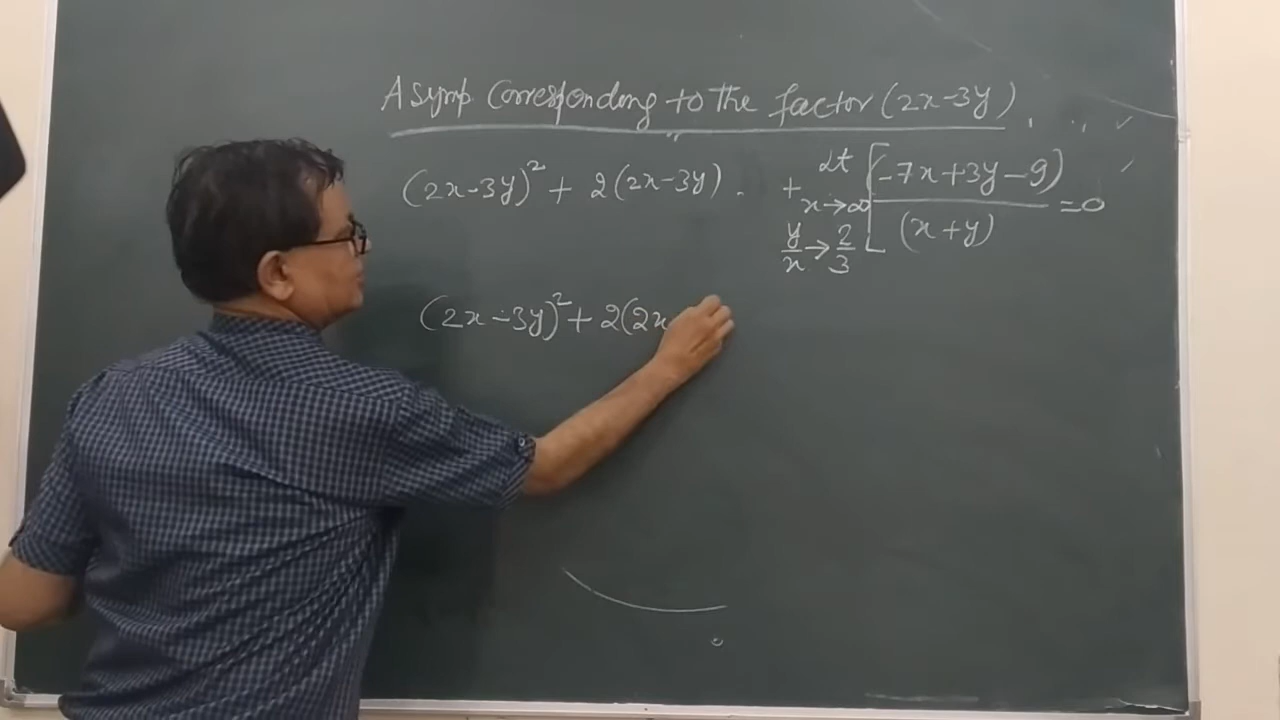 Asymp. Corresponding to the factor (2x-3y)
(2x-3y)² + 2(2x-3y). + lt [-7x+3y-9)
x→∞ (x+y) =0
y/x → 2/3
(2x-3y)² + 2(2x